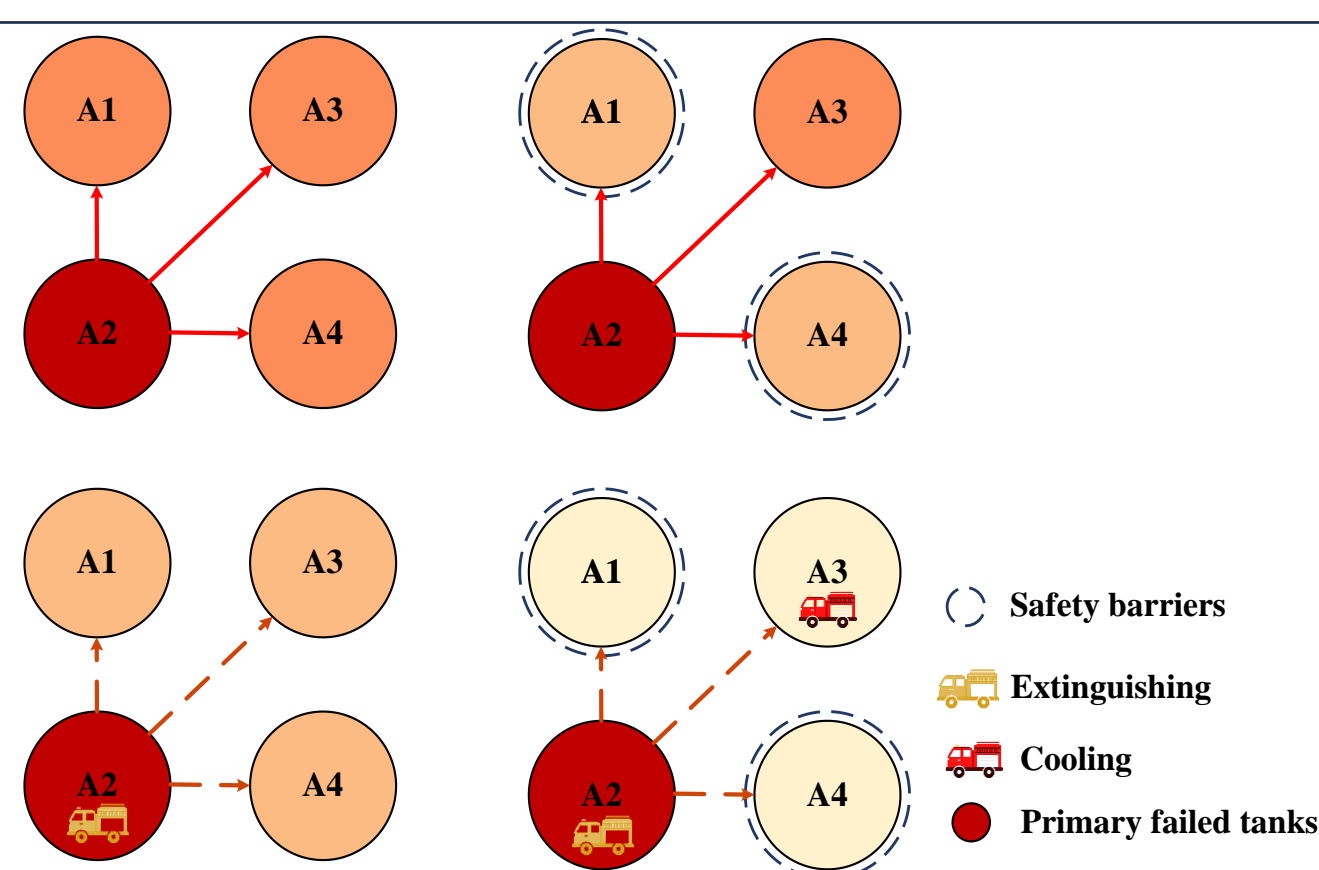 A1
A3
A2
A4
A1
A3
A2
A4
A1
A3
A2
A4
A1
A3
A2
A4
Safety barriers
Extinguishing
Cooling
Primary failed tanks